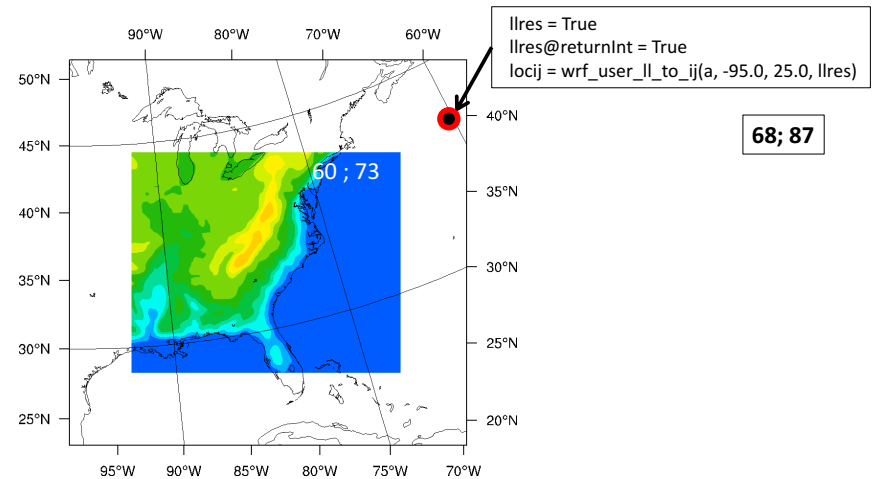 llres = True
llres@returnInt = True
locij = wrf_user_ll_to_ij(a, -95.0, 25.0, llres)
90°W 80°W 70°W 60°W
50°N
45°N
40°N
35°N
30°N
25°N
40°N
35°N
30°N
25°N
20°N
60 ; 73
68; 87
95°W 90°W 85°W 80°W 75°W 70°W